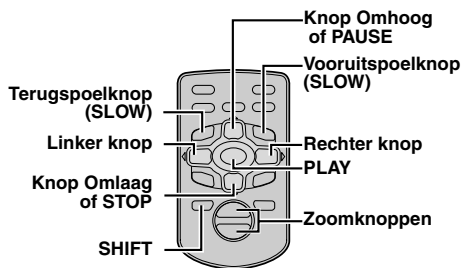 Knop Omhoog
of PAUSE
Vooruitspoelknop
(SLOW)
Terugspoelknop
(SLOW)
Linker knop
Rechter knop
PLAY
Knop Omlaag
of STOP
Zoomknoppen
SHIFT